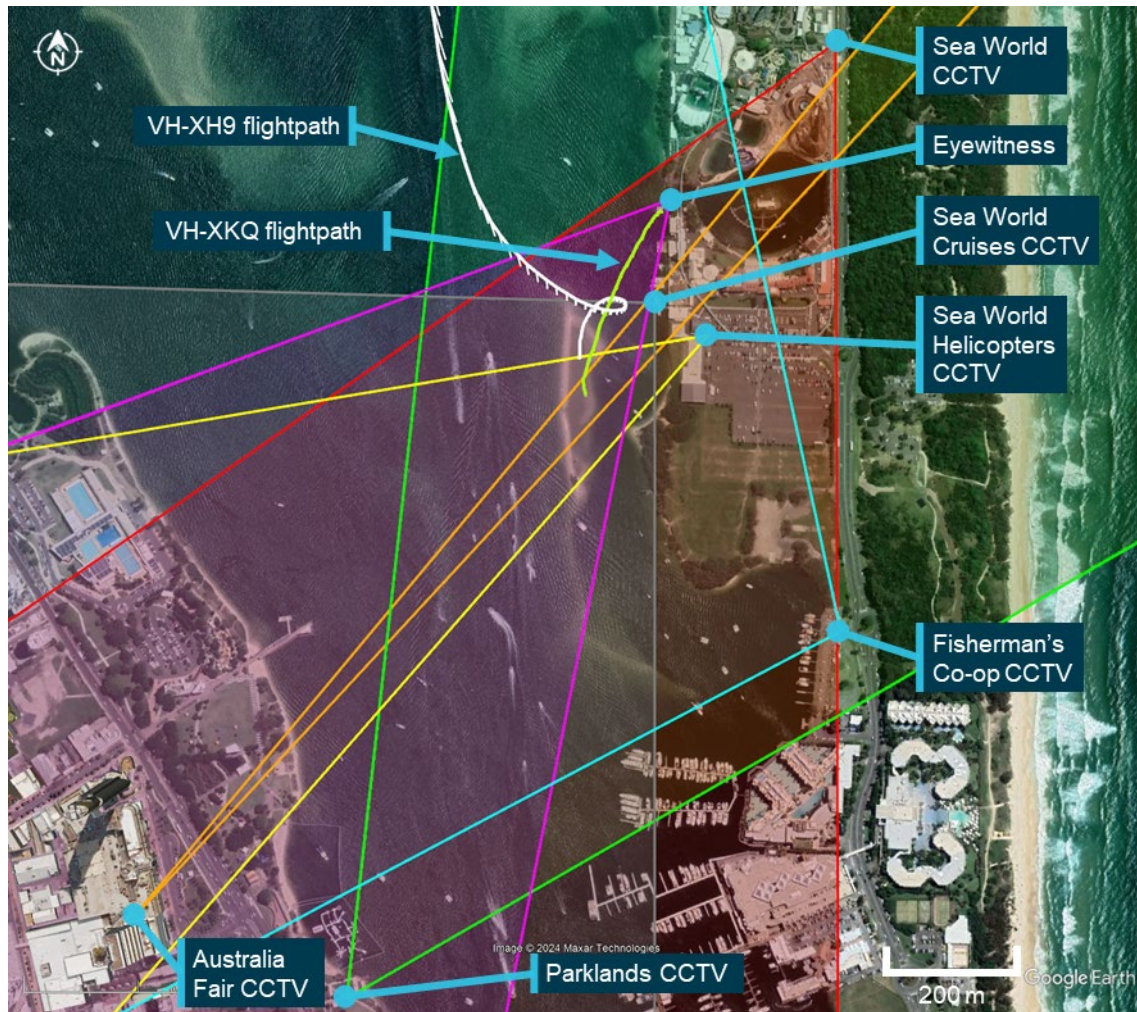 N
Sea World
CCTV
VH-XH9 flightpath
Eyewitness
VH-XKQ flightpath
Sea World
Cruises CCTV
Sea World
Helicopters
CCTV
Fisherman's
Co-op CCTV
Image © 2024 Maxar Technologies
Australia
Fair CCTV
Parklands CCTV
Google Earth
200 m